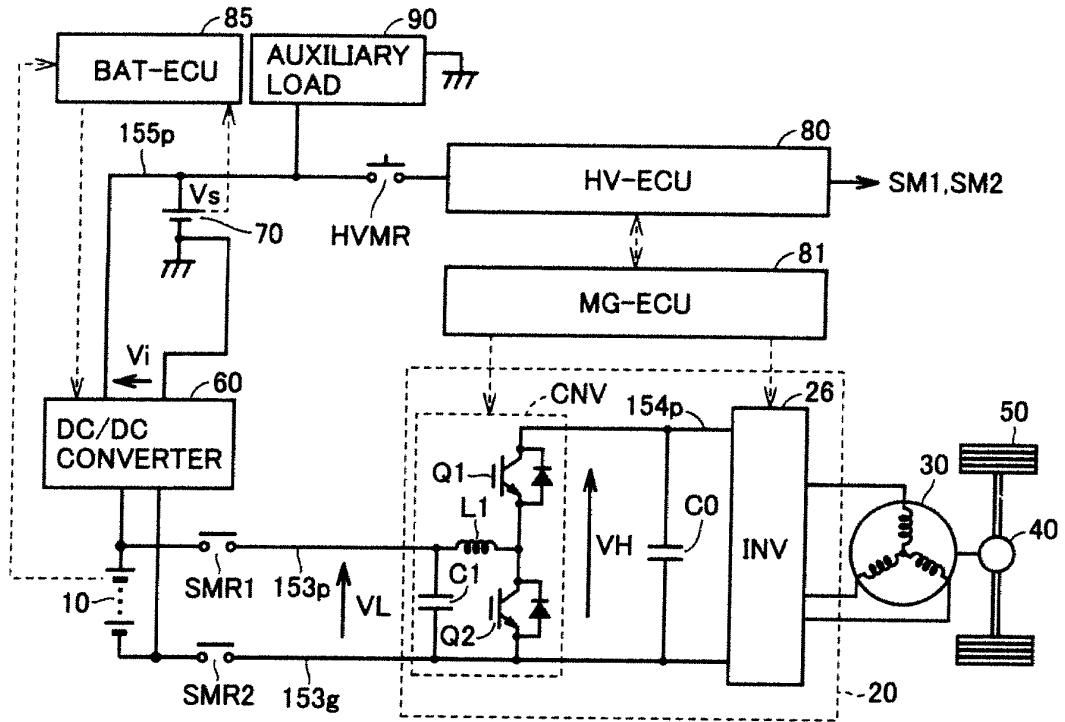 85
90
BAT-ECU
AUXILIARY
LOAD
155p
80
HV-ECU
SM1,SM2
Vs
70
HVMR
81
MG-ECU
Vi
60
DC/DC
CONVERTER
CNV
154p
26
50
Q1
30
L1
C0
VH
INV
40
SMR1
153p
C1
10
VL
Q2
SMR2
153g
20